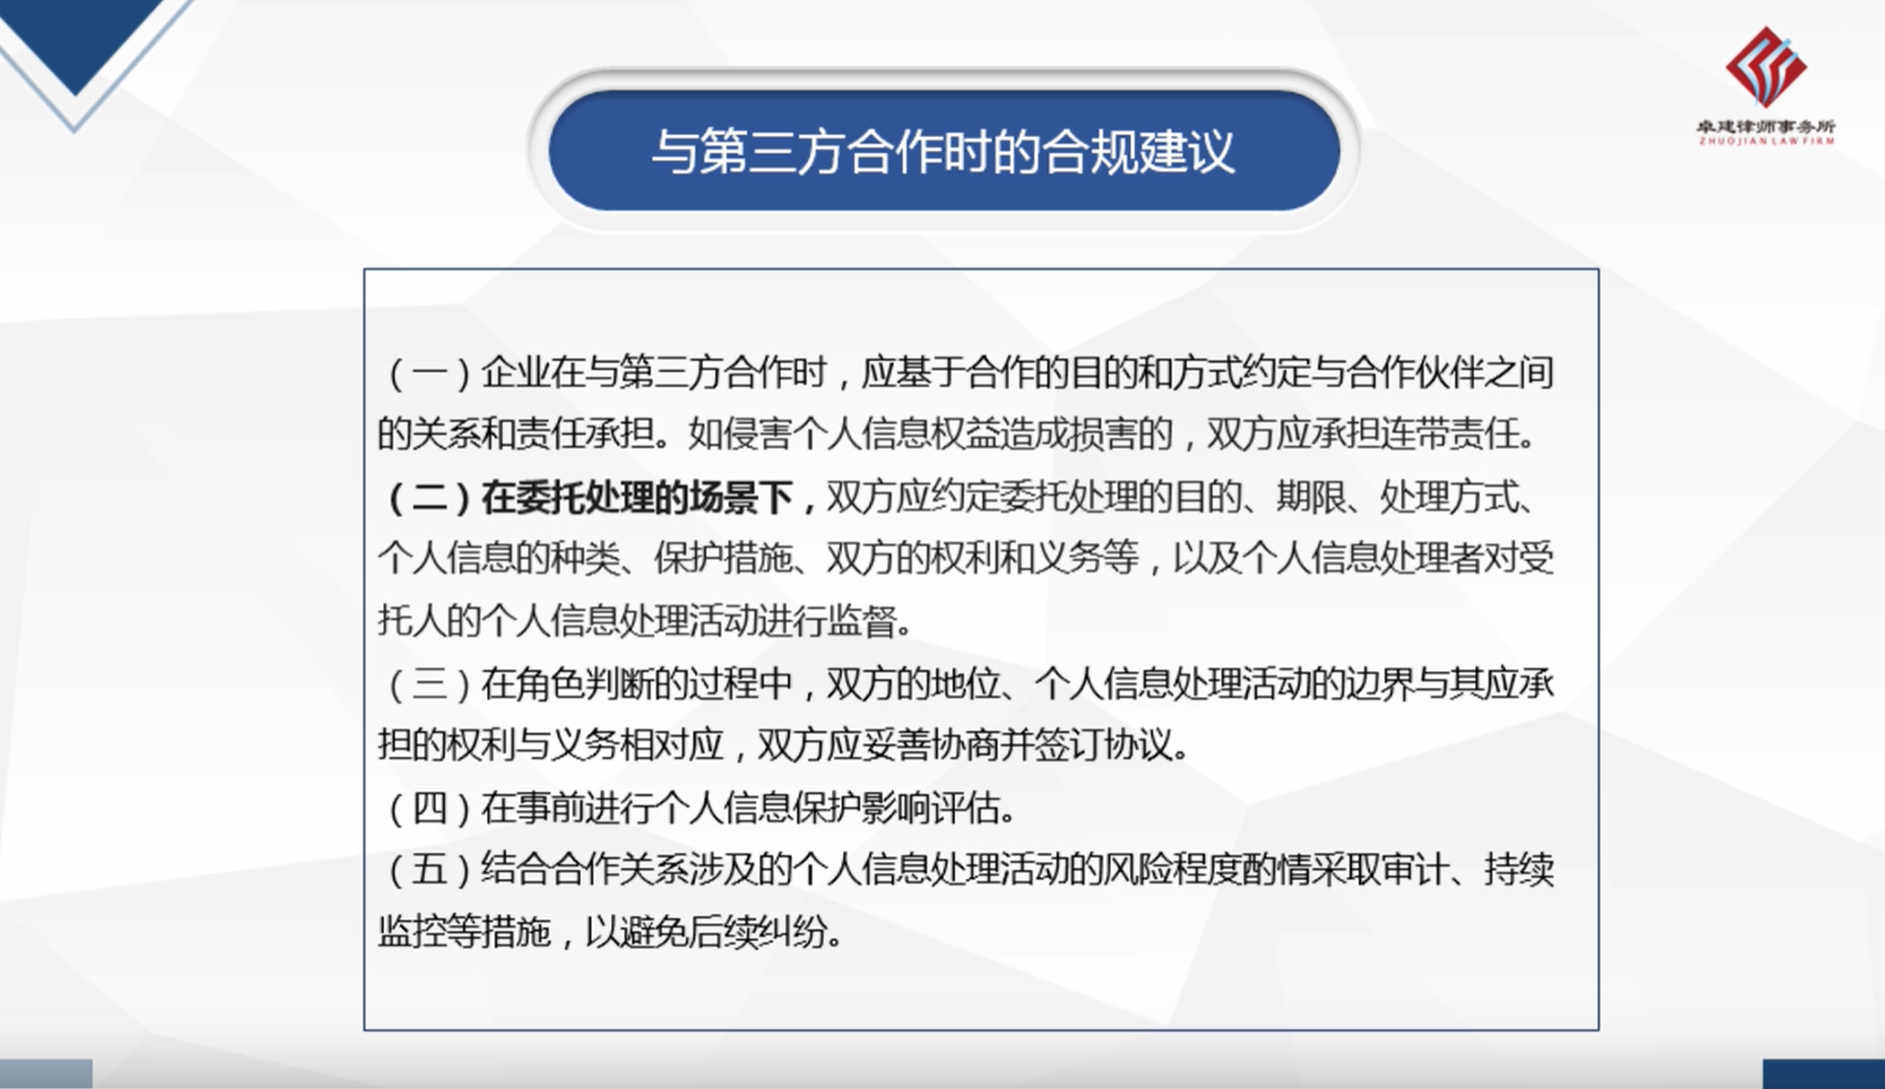 卓建律师事务所
ZHUOJIAN LAW FIRM
与第三方合作时的合规建议
（一）企业在与第三方合作时，应基于合作的目的和方式约定与合作伙伴之间
的关系和责任承担。如侵害个人信息权益造成损害的，双方应承担连带责任。
（二）在委托处理的场景下，双方应约定委托处理的目的、期限、处理方式、
个人信息的种类、保护措施、双方的权利和义务等，以及个人信息处理者对受
托人的个人信息处理活动进行监督。
（三）在角色判断的过程中，双方的地位、个人信息处理活动的边界与其应承
担的权利与义务相对应，双方应妥善协商并签订协议。
（四）在事前进行个人信息保护影响评估。
（五）结合合作关系涉及的个人信息处理活动的风险程度酌情采取审计、持续
监控等措施，以避免后续纠纷。